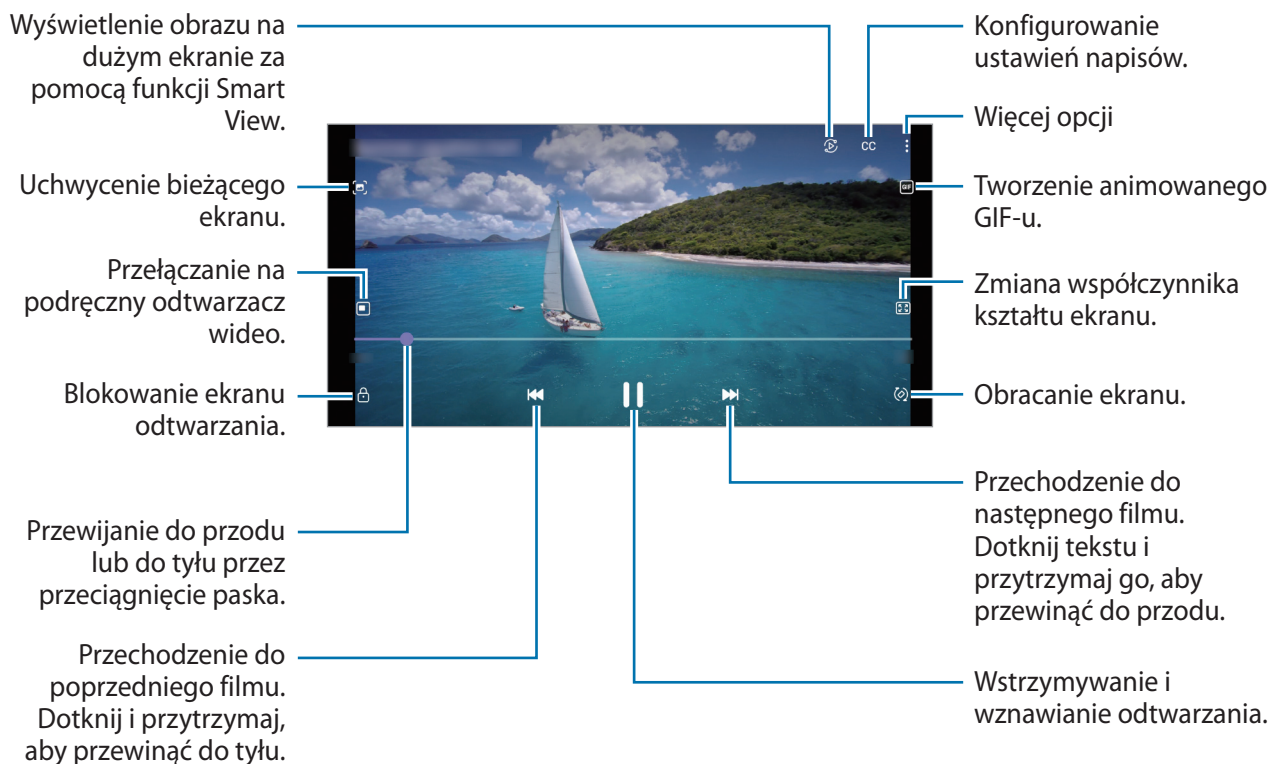 Wyświetlenie obrazu na
dużym ekranie za
pomocą funkcji Smart
View.
Uchwycenie bieżącego
ekranu.
Przełączanie na
podręczny odtwarzacz
wideo.
Blokowanie ekranu
odtwarzania.
Przewijanie do przodu
lub do tyłu przez
przeciągnięcie paska.
Przechodzenie do
poprzedniego filmu.
Dotknij i przytrzymaj,
aby przewinąć do tyłu.
CC
GIF
Konfigurowanie
ustawień napisów.
Więcej opcji
Tworzenie animowanego
GIF-u.
Zmiana współczynnika
kształtu ekranu.
Obracanie ekranu.
Przechodzenie do
następnego filmu.
Dotknij tekstu i
przytrzymaj go, aby
przewinąć do przodu.
Wstrzymywanie i
wznawianie odtwarzania.